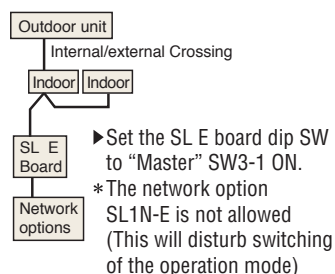 Outdoor unit
Internal/external Crossing
Indoor Indoor
SL E
Board
▶Set the SL E board dip SW
to “Master” SW3-1 ON.
Network
options
*The network option
SL1N-E is not allowed
(This will disturb switching
of the operation mode)